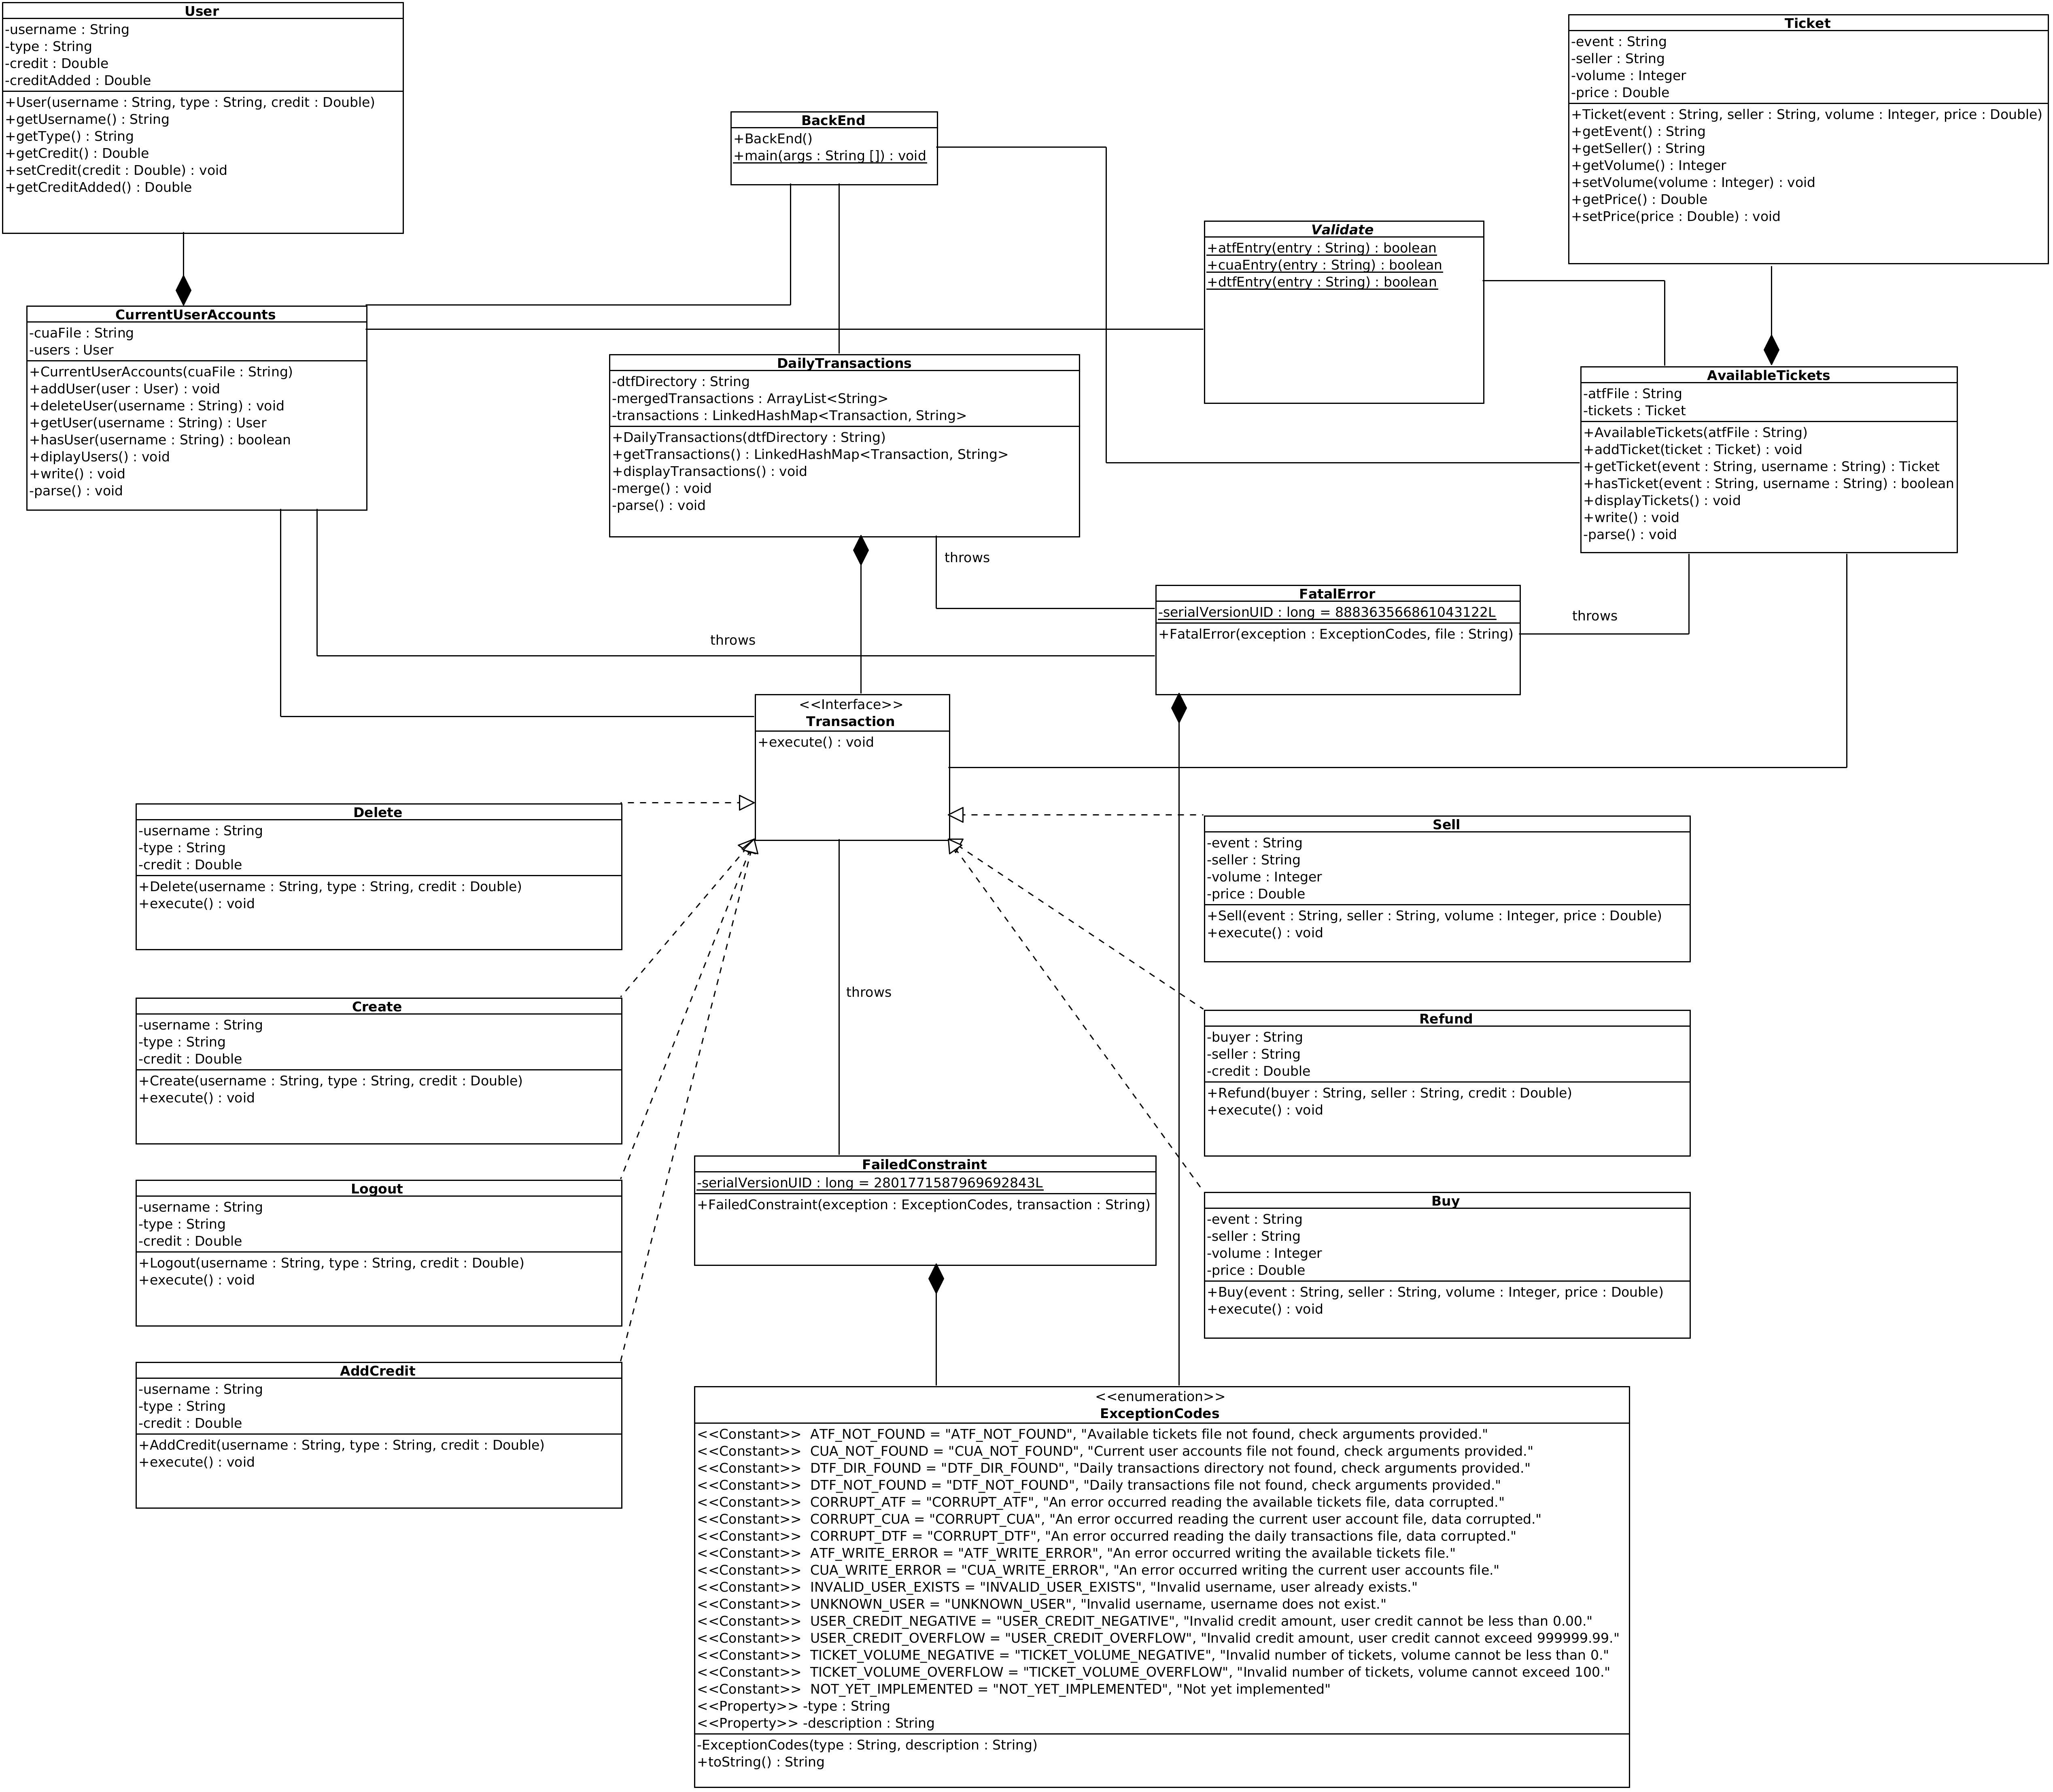 User
-username : String
-type : String
-credit : Double
-creditAdded : Double
+User(username : String, type : String, credit : Double)
+getUsername() : String
+getType() : String
+getCredit() : Double
+setCredit(credit : Double) : void
+getCreditAdded() : Double
Ticket
-event : String
-seller : String
-volume : Integer
-price : Double
+Ticket(event : String, seller : String, volume : Integer, price : Double)
+getEvent() : String
+getSeller() : String
+getVolume() : Integer
+setVolume(volume : Integer) : void
+getPrice() : Double
+setPrice(price : Double) : void
BackEnd
+BackEnd()
+main(args : String []) : void
Validate
+atfEntry(entry : String) : boolean
+cuaEntry(entry : String) : boolean
+dtfEntry(entry : String) : boolean
CurrentUserAccounts
-cuaFile : String
-users : User
+CurrentUserAccounts(cuaFile : String)
+addUser(user : User) : void
+deleteUser(username : String) : void
+getUser(username : String) : User
+hasUser(username : String) : boolean
+diplayUsers() : void
+write() : void
-parse() : void
DailyTransactions
-dtfDirectory : String
-mergedTransactions : ArrayList<String>
-transactions : LinkedHashMap<Transaction, String>
+DailyTransactions(dtfDirectory : String)
+getTransactions() : LinkedHashMap<Transaction, String>
+displayTransactions() : void
-merge() : void
-parse() : void
AvailableTickets
-atfFile : String
-tickets : Ticket
+AvailableTickets(atfFile : String)
+addTicket(ticket : Ticket) : void
+getTicket(event : String, username : String) : Ticket
+hasTicket(event : String, username : String) : boolean
+displayTickets() : void
+write() : void
-parse() : void
throws
FatalError
-serialVersionUID : long = 888363566861043122L
+FatalError(exception : ExceptionCodes, file : String)
throws
throws
<<Interface>>
Transaction
+execute() : void
Delete
-username : String
-type : String
-credit : Double
+Delete(username : String, type : String, credit : Double)
+execute() : void
Sell
-event : String
-seller : String
-volume : Integer
-price : Double
+Sell(event : String, seller : String, volume : Integer, price : Double)
+execute() : void
throws
Create
-username : String
-type : String
-credit : Double
+Create(username : String, type : String, credit : Double)
+execute() : void
Refund
-buyer : String
-seller : String
-credit : Double
+Refund(buyer : String, seller : String, credit : Double)
+execute() : void
FailedConstraint
-serialVersionUID : long = 2801771587969692843L
+FailedConstraint(exception : ExceptionCodes, transaction : String)
Logout
-username : String
-type : String
-credit : Double
+Logout(username : String, type : String, credit : Double)
+execute() : void
Buy
-event : String
-seller : String
-volume : Integer
-price : Double
+Buy(event : String, seller : String, volume : Integer, price : Double)
+execute() : void
AddCredit
-username : String
-type : String
-credit : Double
+AddCredit(username : String, type : String, credit : Double)
+execute() : void
<<enumeration>>
ExceptionCodes
<<Constant>> ATF_NOT_FOUND = "ATF_NOT_FOUND", "Available tickets file not found, check arguments provided."
<<Constant>> CUA_NOT_FOUND = "CUA_NOT_FOUND", "Current user accounts file not found, check arguments provided."
<<Constant>> DTF_DIR_FOUND = "DTF_DIR_FOUND", "Daily transactions directory not found, check arguments provided."
<<Constant>> DTF_NOT_FOUND = "DTF_NOT_FOUND", "Daily transactions file not found, check arguments provided."
<<Constant>> CORRUPT_ATF = "CORRUPT_ATF", "An error occurred reading the available tickets file, data corrupted."
<<Constant>> CORRUPT_CUA = "CORRUPT_CUA", "An error occurred reading the current user account file, data corrupted."
<<Constant>> CORRUPT_DTF = "CORRUPT_DTF", "An error occurred reading the daily transactions file, data corrupted."
<<Constant>> ATF_WRITE_ERROR = "ATF_WRITE_ERROR", "An error occurred writing the available tickets file."
<<Constant>> CUA_WRITE_ERROR = "CUA_WRITE_ERROR", "An error occurred writing the current user accounts file."
<<Constant>> INVALID_USER_EXISTS = "INVALID_USER_EXISTS", "Invalid username, user already exists."
<<Constant>> UNKNOWN_USER = "UNKNOWN_USER", "Invalid username, username does not exist."
<<Constant>> USER_CREDIT_NEGATIVE = "USER_CREDIT_NEGATIVE", "Invalid credit amount, user credit cannot be less than 0.00."
<<Constant>> USER_CREDIT_OVERFLOW = "USER_CREDIT_OVERFLOW", "Invalid credit amount, user credit cannot exceed 999999.99."
<<Constant>> TICKET_VOLUME_NEGATIVE = "TICKET_VOLUME_NEGATIVE", "Invalid number of tickets, volume cannot be less than 0."
<<Constant>> TICKET_VOLUME_OVERFLOW = "TICKET_VOLUME_OVERFLOW", "Invalid number of tickets, volume cannot exceed 100."
<<Constant>> NOT_YET_IMPLEMENTED = "NOT_YET_IMPLEMENTED", "Not yet implemented"
<<Property>> -type : String
<<Property>> -description : String
-ExceptionCodes(type : String, description : String)
+toString() : String